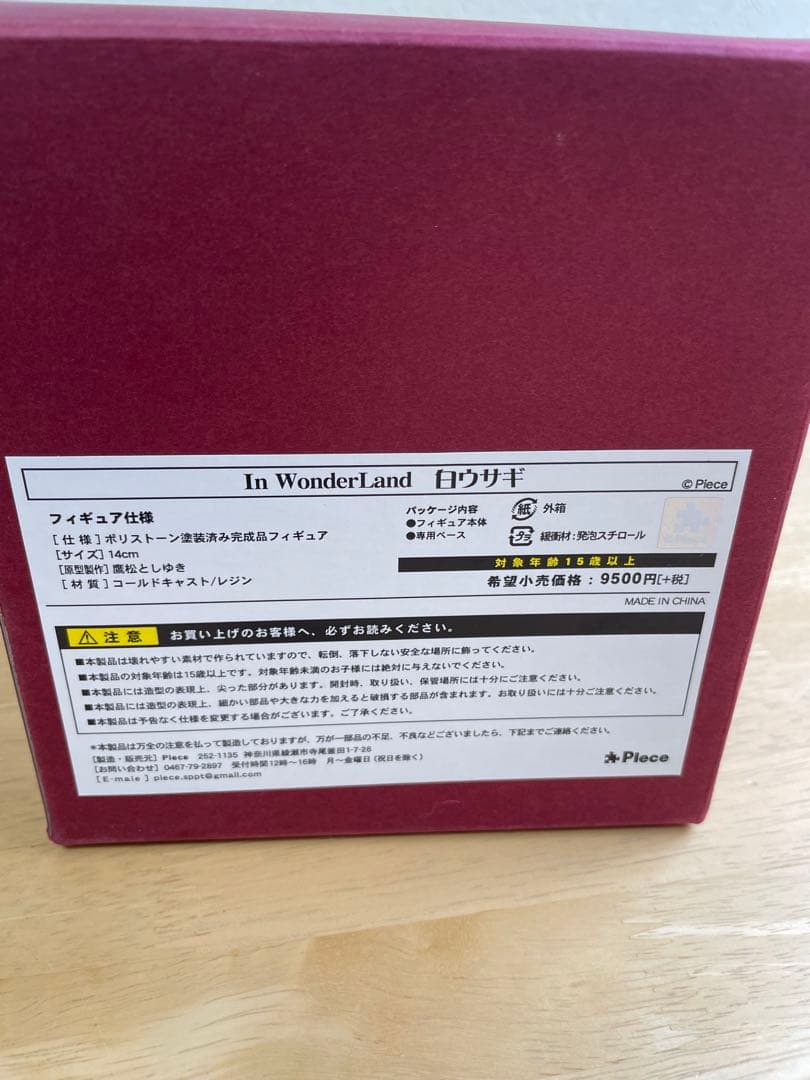 In WonderLand 白ウサギ
©Piece
フィギュア仕様
[仕様]ポリストーン塗装済み完成品フィギュア
[サイズ]14cm
[原型製作]鷹松としゆき
[材質]コールドキャスト/レジン
パッケージ内容
●フィギュア本体
●専用ベース
紙 外箱
プラ 緩衝材:発泡スチロール
対象年齢15歳以上
希望小売価格:9500円[+税]
MADE IN CHINA
注意 お買い上げのお客様へ、必ずお読みください。
■本製品は壊れやすい素材で作られていますので、転倒、落下しない安全な場所に飾ってください。
■本製品の対象年齢は15歳以上です。対象年齢未満のお子様には絶対に与えないでください。
■本製品には造型の表現上、尖った部分があります。開封時、取り扱い、保管場所には十分にご注意ください。
■本製品には造型の表現上、細かい部品や大きな力を加えると破損する部品が含まれます。お取り扱いには十分ご注意ください。
■本製品は予告なく仕様を変更する場合がございます。ご了承ください。
*本製品は万全の注意を払って製造しておりますが、万が一部品の不足、不良などございましたら、下記までご連絡ください。
[製造・販売元] Piece 252-1135 神奈川県綾瀬市寺尾釜田1-7-26
[お問い合わせ] 0467-79-2897 受付時間12時〜16時 月〜金曜日(祝日を除く)
[E-maie] piece.sppt@gmail.com
Piece